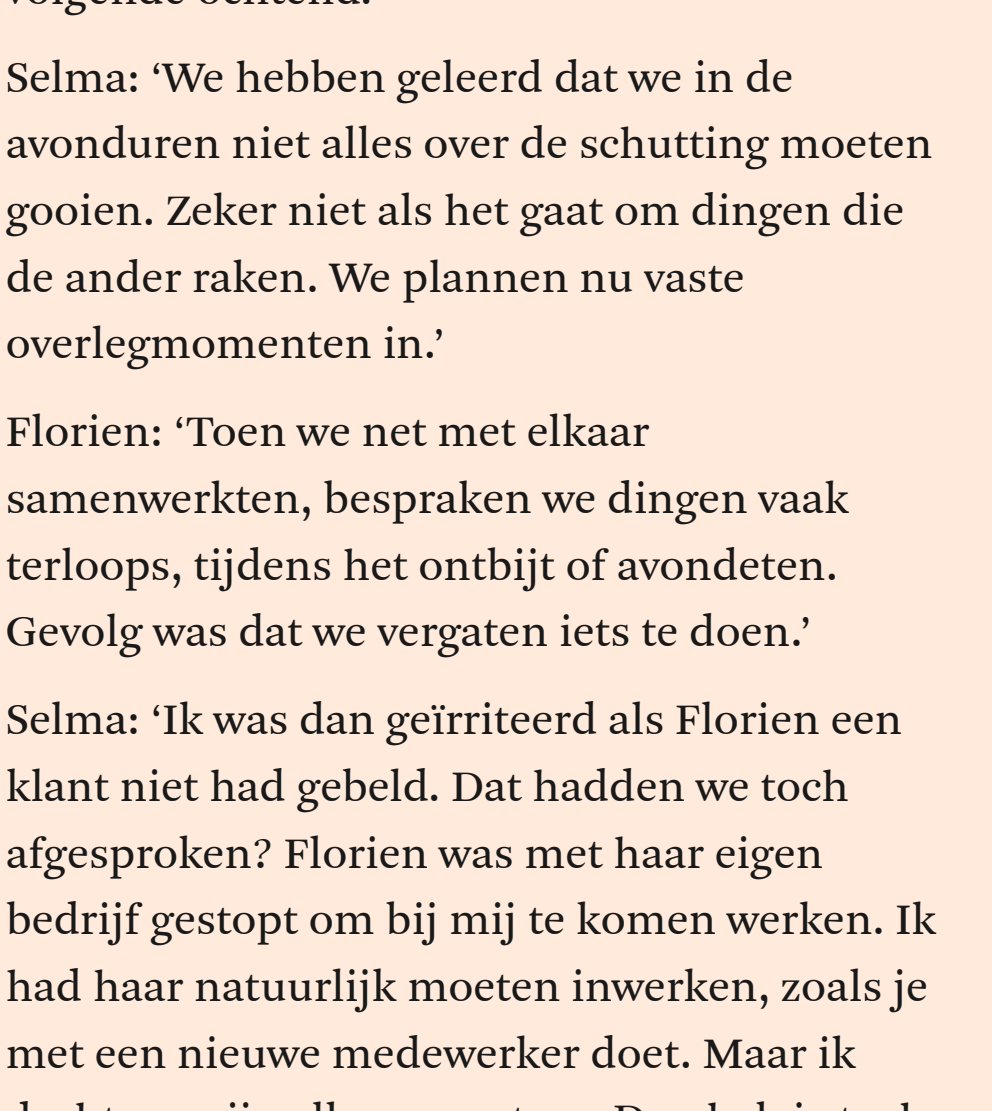 volgende ochtend.
Selma: ‘We hebben geleerd dat we in de
avonduren niet alles over de schutting moeten
gooien. Zeker niet als het gaat om dingen die
de ander raken. We plannen nu vaste
overlegmomenten in.’
Florien: ‘Toen we net met elkaar
samenwerkten, bespraken we dingen vaak
terloops, tijdens het ontbijt of avondeten.
Gevolg was dat we vergaten iets te doen.’
Selma: ‘Ik was dan geïrriteerd als Florien een
klant niet had gebeld. Dat hadden we toch
afgesproken? Florien was met haar eigen
bedrijf gestopt om bij mij te komen werken. Ik
had haar natuurlijk moeten inwerken, zoals je
met een nieuwe medewerker doet. Maar ik